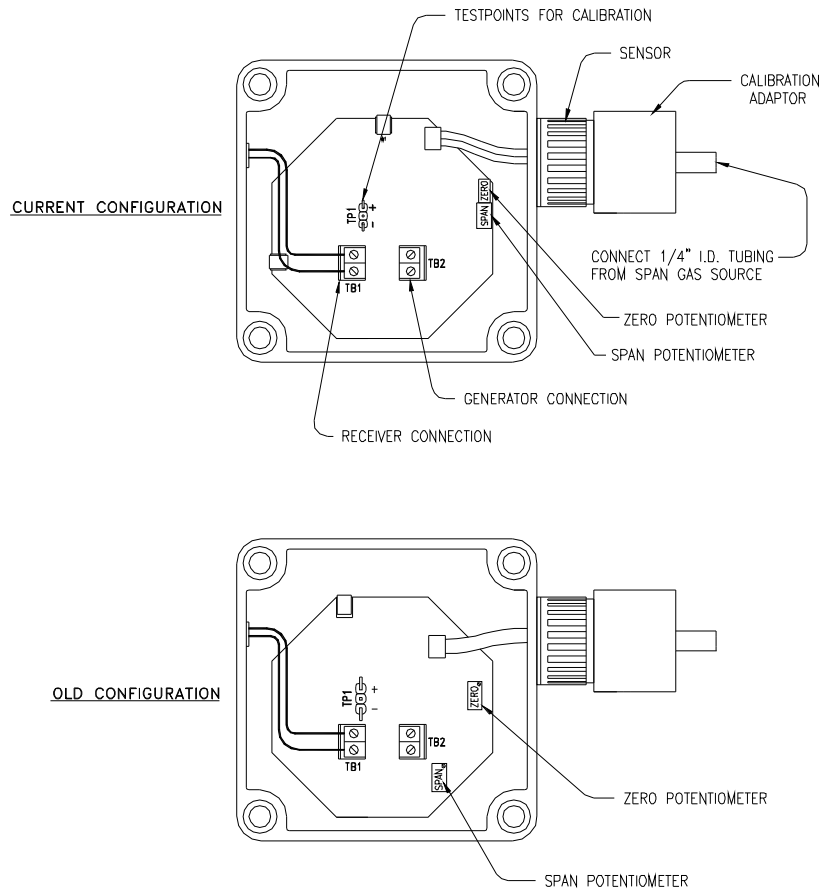 TESTPOINTS FOR CALIBRATION
SENSOR
CALIBRATION
ADAPTOR
CURRENT CONFIGURATION
TP1
+
-
ZERO
SPAN
TB1
TB2
CONNECT 1/4" I.D. TUBING
FROM SPAN GAS SOURCE
ZERO POTENTIOMETER
SPAN POTENTIOMETER
GENERATOR CONNECTION
RECEIVER CONNECTION
OLD CONFIGURATION
TP1
+
-
ZERO
TB1
TB2
SPAN
ZERO POTENTIOMETER
SPAN POTENTIOMETER